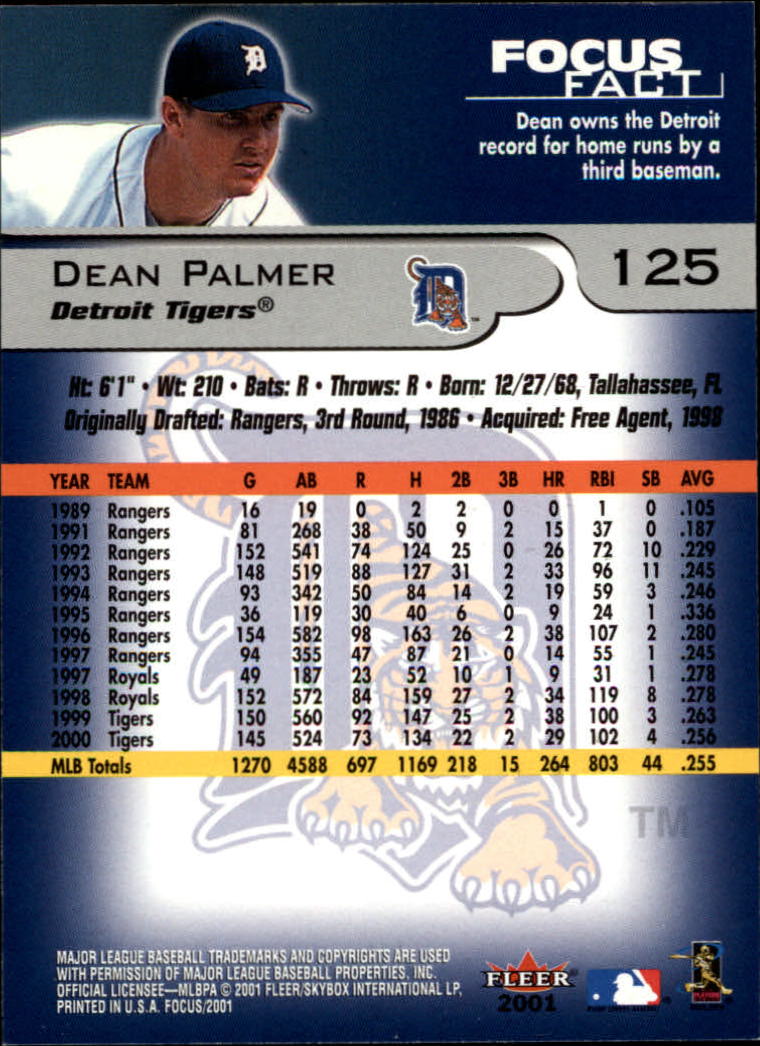 FOCUS
FACT
Dean owns the Detroit
record for home runs by a
third baseman.
DEAN PALMER
Detroit Tigers®
125
Ht: 6'1" • Wt: 210 • Bats: R • Throws: R • Born: 12/27/68, Tallahassee, FL
Originally Drafted: Rangers, 3rd Round, 1986 • Acquired: Free Agent, 1998
YEAR TEAM G AB R H 2B 3B HR RBI SB AVG
1989 Rangers 16 19 0 2 2 0 0 1 0 .105
1991 Rangers 81 268 38 50 9 2 15 37 0 .187
1992 Rangers 152 541 74 124 25 0 26 72 10 .229
1993 Rangers 148 519 88 127 31 2 33 96 11 .245
1994 Rangers 93 342 50 84 14 2 19 59 3 .246
1995 Rangers 36 119 30 40 6 0 9 24 1 .336
1996 Rangers 154 582 98 163 26 2 38 107 2 .280
1997 Rangers 94 355 47 87 21 0 14 55 1 .245
1997 Royals 49 187 23 52 10 1 9 31 1 .278
1998 Royals 152 572 84 159 27 2 34 119 8 .278
1999 Tigers 150 560 92 147 25 2 38 100 3 .263
2000 Tigers 145 524 73 134 22 2 29 102 4 .256
MLB Totals 1270 4588 697 1169 218 15 264 803 44 .255
TM
MAJOR LEAGUE BASEBALL TRADEMARKS AND COPYRIGHTS ARE USED
WITH PERMISSION OF MAJOR LEAGUE BASEBALL PROPERTIES, INC.
OFFICIAL LICENSEE—MLBPA © 2001 FLEER/SKYBOX INTERNATIONAL LP,
PRINTED IN U.S.A. FOCUS/2001
FLEER
2001